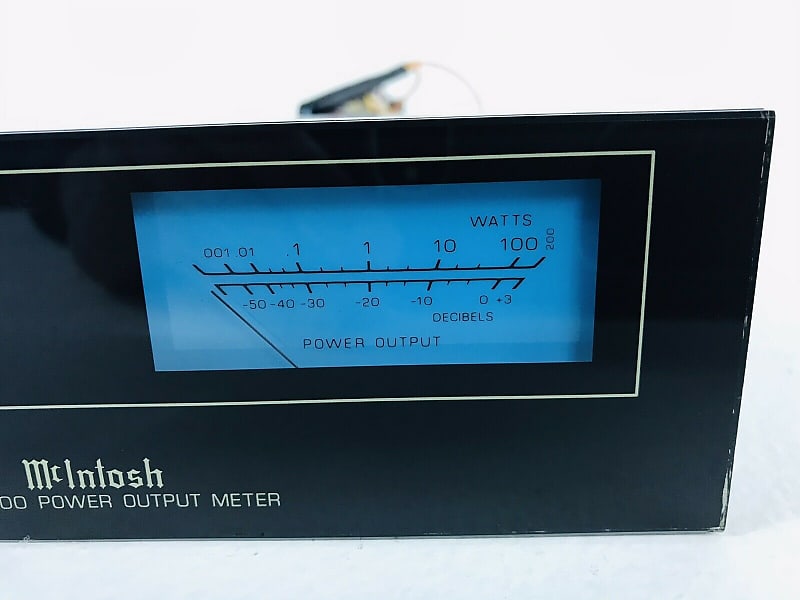 WATTS
.001 .01 .1 1 10 100 200
-50 -40 -30 -20 -10 0 +3
DECIBELS
POWER OUTPUT
McIntosh
00 POWER OUTPUT METER